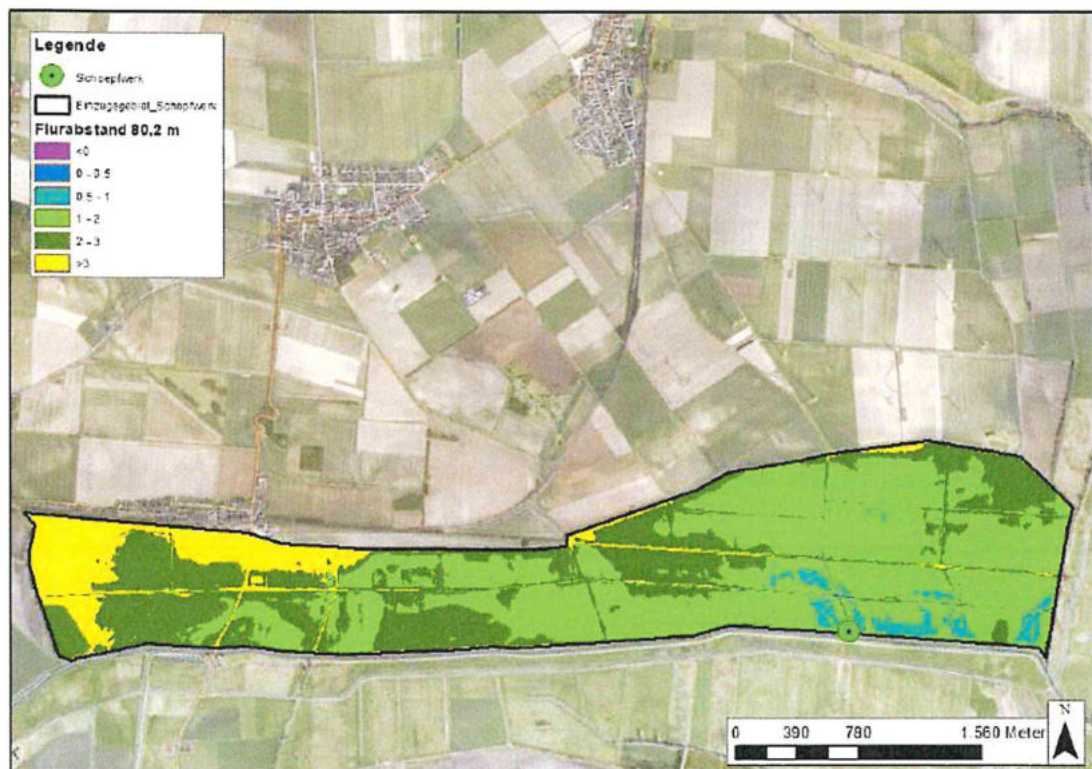 Legende
Schoepfwerk
Einzugsgebiet_Schöpfwerk
Flurabstand 80,2 m
<0
0 - 0.5
0.5 - 1
1 - 2
2 - 3
>3
N
0 390 780 1.560 Meter